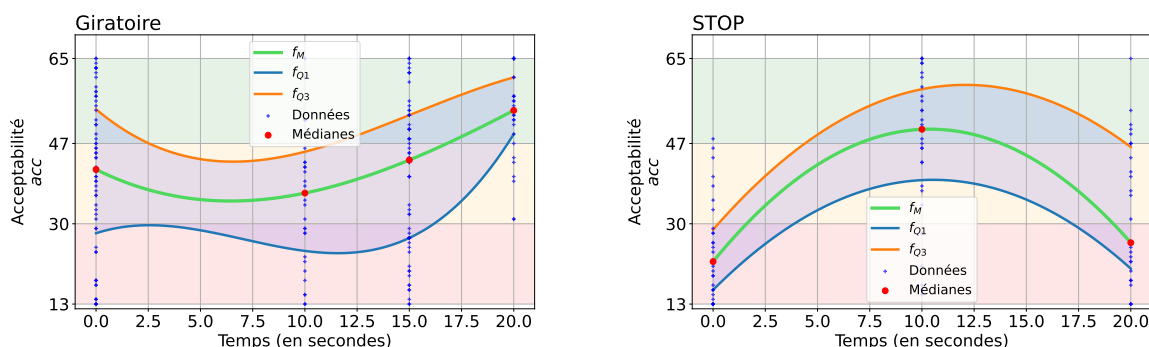 Giratoire
Acceptabilité
acc
65
47
30
13
f_M
f_Q1
f_Q3
Données
Médianes
0.0 2.5 5.0 7.5 10.0 12.5 15.0 17.5 20.0
Temps (en secondes)
STOP
Acceptabilité
acc
65
47
30
13
f_M
f_Q1
f_Q3
Données
Médianes
0.0 2.5 5.0 7.5 10.0 12.5 15.0 17.5 20.0
Temps (en secondes)